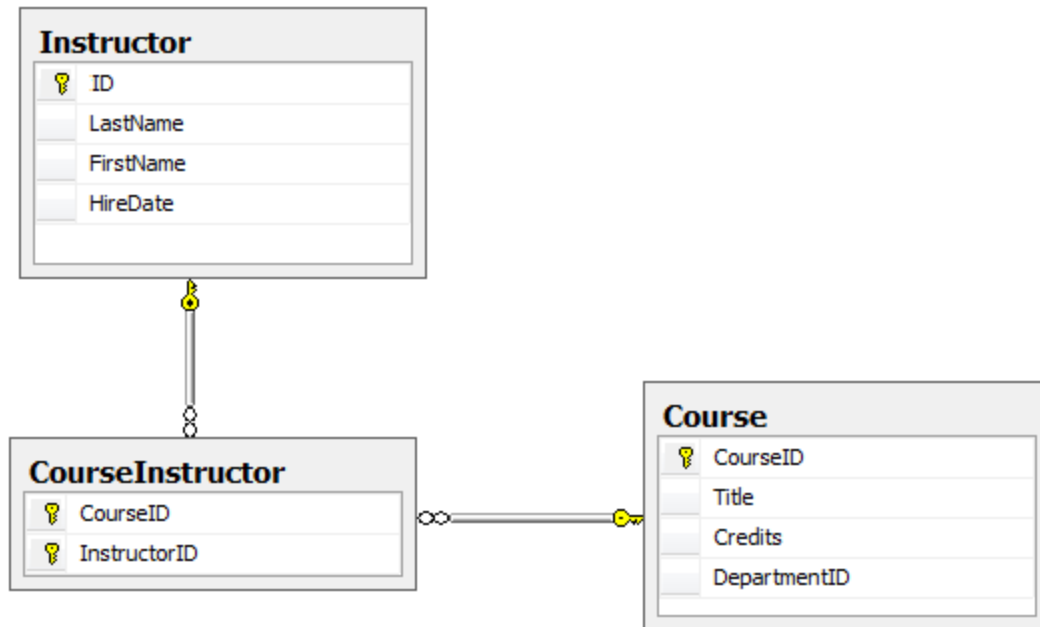 Instructor
ID
LastName
FirstName
HireDate
CourseInstructor
CourseID
InstructorID
Course
CourseID
Title
Credits
DepartmentID